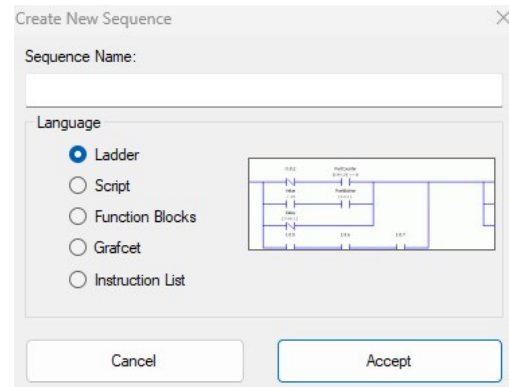 Create New Sequence
Sequence Name:
Language
Ladder
Script
Function Blocks
Grafcet
Instruction List
Cancel
Accept